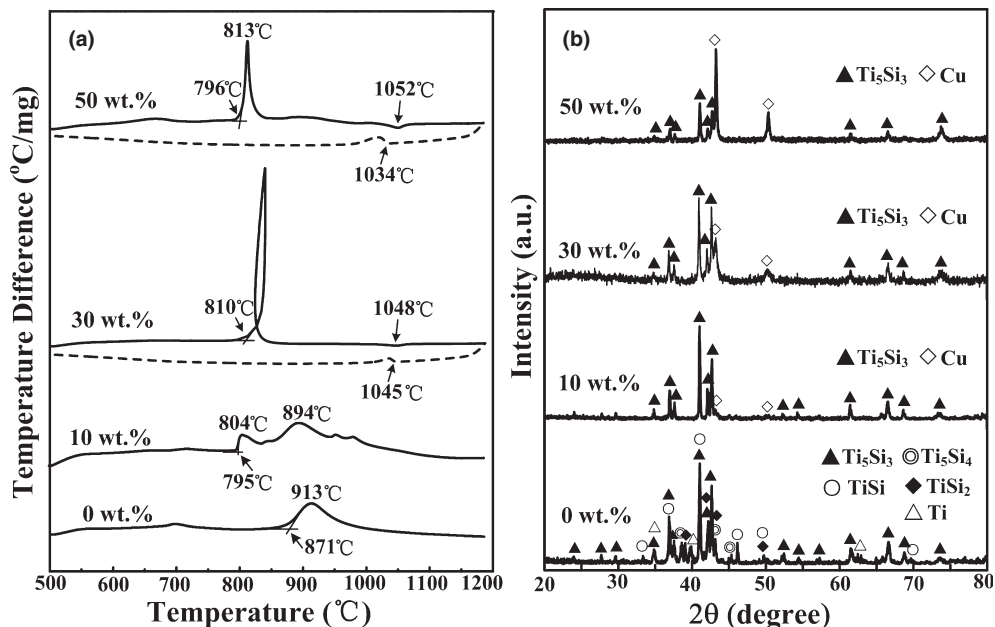 (a)
813℃
796℃
50 wt.%
1052℃
1034℃
810℃
30 wt.%
1048℃
1045℃
804℃
894℃
10 wt.%
795℃
913℃
0 wt.%
871℃
500 600 700 800 900 1000 1100 1200
Temperature (℃)
Temperature Difference (°C/mg)
(b)
Ti₅Si₃ Cu
50 wt.%
Ti₅Si₃ Cu
30 wt.%
Ti₅Si₃ Cu
10 wt.%
Ti₅Si₃ Ti₅Si₄
TiSi TiSi₂
Ti
0 wt.%
20 30 40 50 60 70 80
2θ (degree)
Intensity (a.u.)